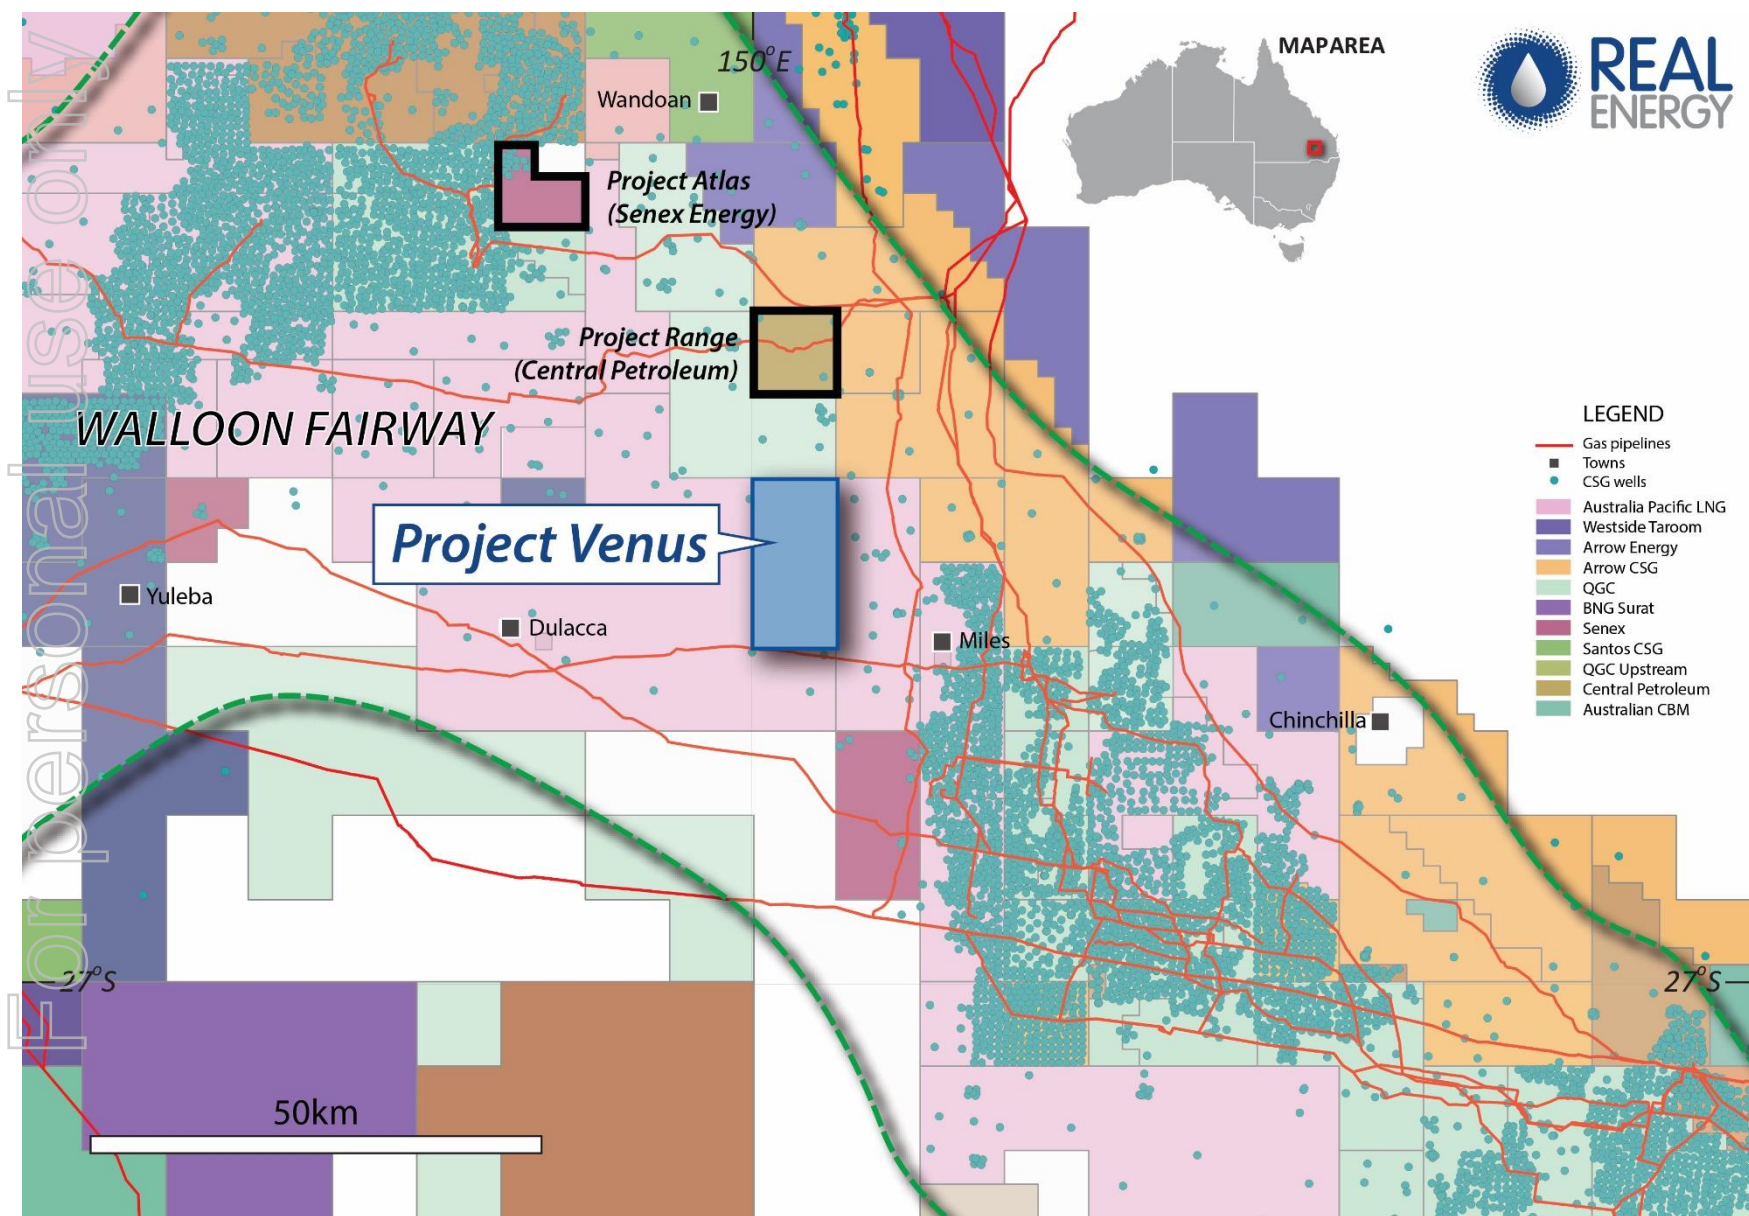 For personal use only
150°E
MAPAREA
REAL
ENERGY
Wandoan
Project Atlas
(Senex Energy)
Project Range
(Central Petroleum)
WALLOON FAIRWAY
Project Venus
Yuleba
Dulacca
Miles
Chinchilla
LEGEND
Gas pipelines
Towns
CSG wells
Australia Pacific LNG
Westside Taroom
Arrow Energy
Arrow CSG
QGC
BNG Surat
Senex
Santos CSG
QGC Upstream
Central Petroleum
Australian CBM
27°S
27°S
50km